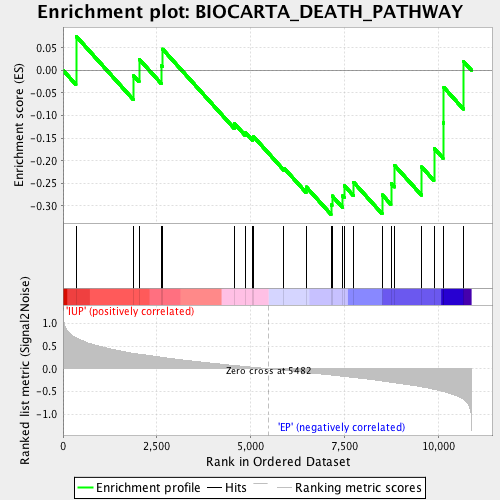 Enrichment plot: BIOCARTA_DEATH_PATHWAY
Enrichment score (ES)
0.05
0.00
-0.05
-0.10
-0.15
-0.20
-0.25
-0.30
'IUP' (positively correlated)
Ranked list metric (Signal2Noise)
1.0
0.5
0.0
-0.5
-1.0
Zero cross at 5482
'EP' (negatively correlated)
0
2,500
5,000
7,500
10,000
Rank in Ordered Dataset
Enrichment profile
Hits
Ranking metric scores